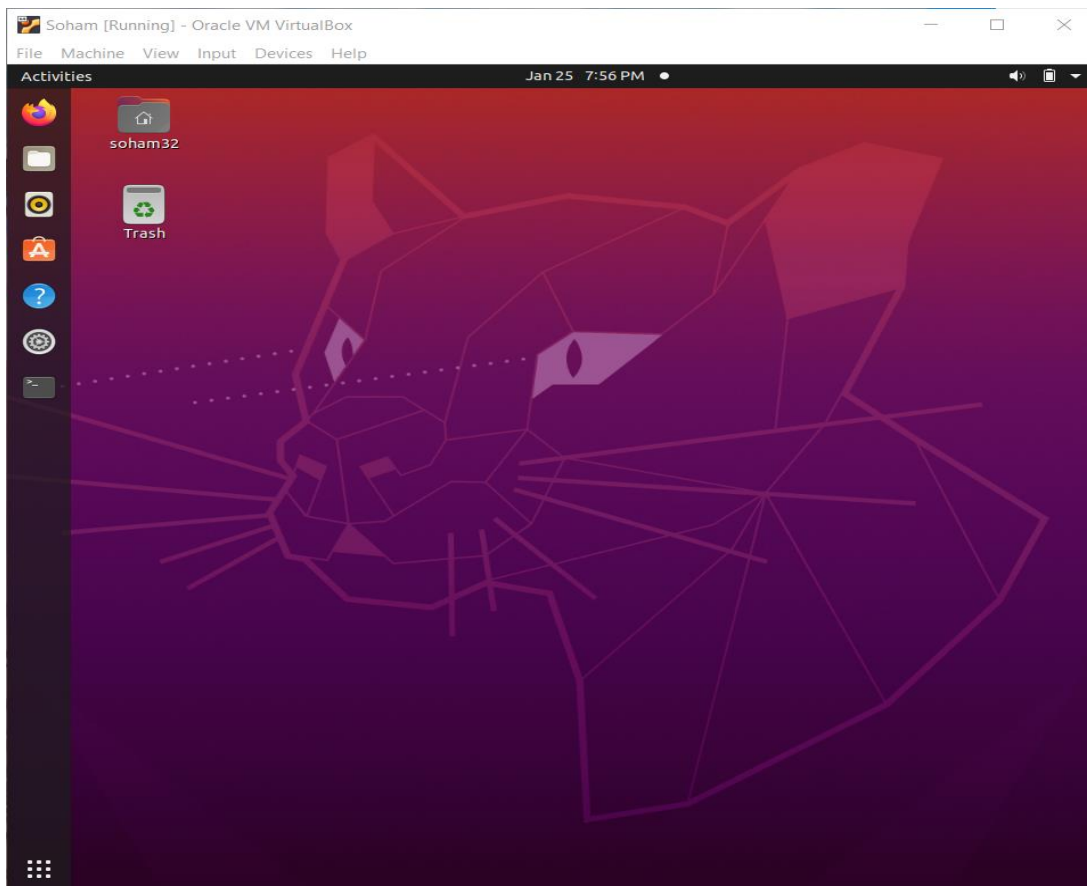 Soham [Running] - Oracle VM VirtualBox
File Machine View Input Devices Help
Activities Jan 25 7:56 PM
soham32
Trash